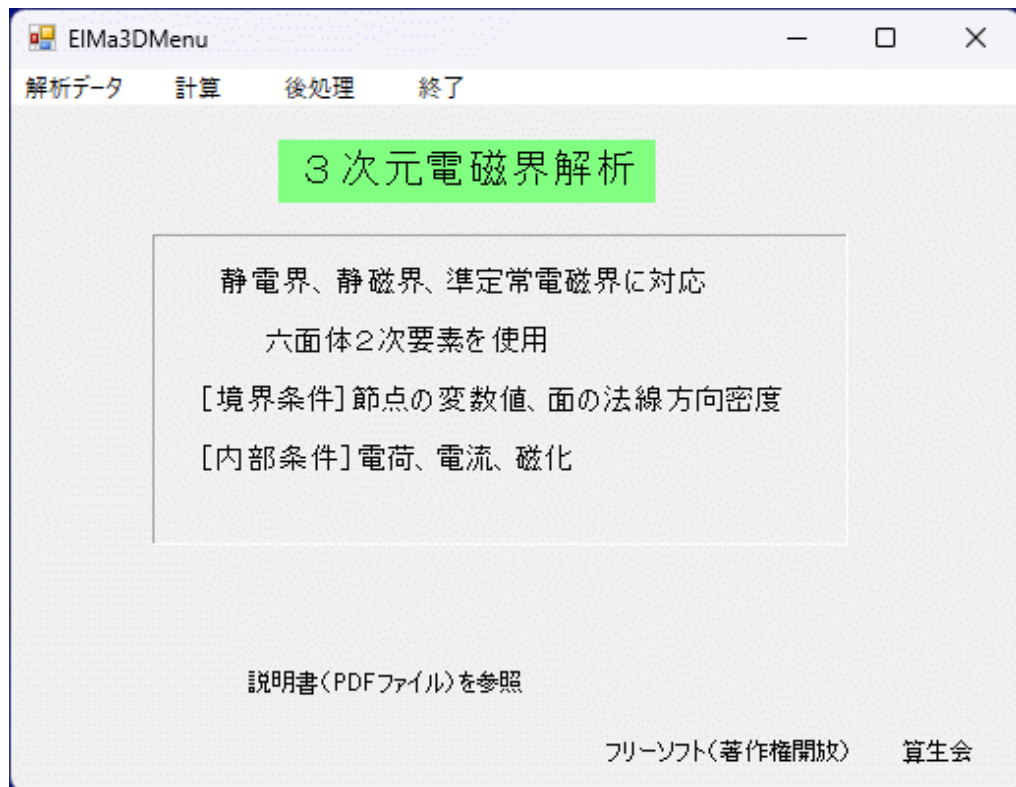 ElMa3DMenu
解析データ 計算 後処理 終了
３次元電磁界解析
静電界、静磁界、準定常電磁界に対応
六面体２次要素を使用
[境界条件]節点の変数値、面の法線方向密度
[内部条件]電荷、電流、磁化
説明書(PDFファイル)を参照
フリーソフト(著作権開放) 算生会